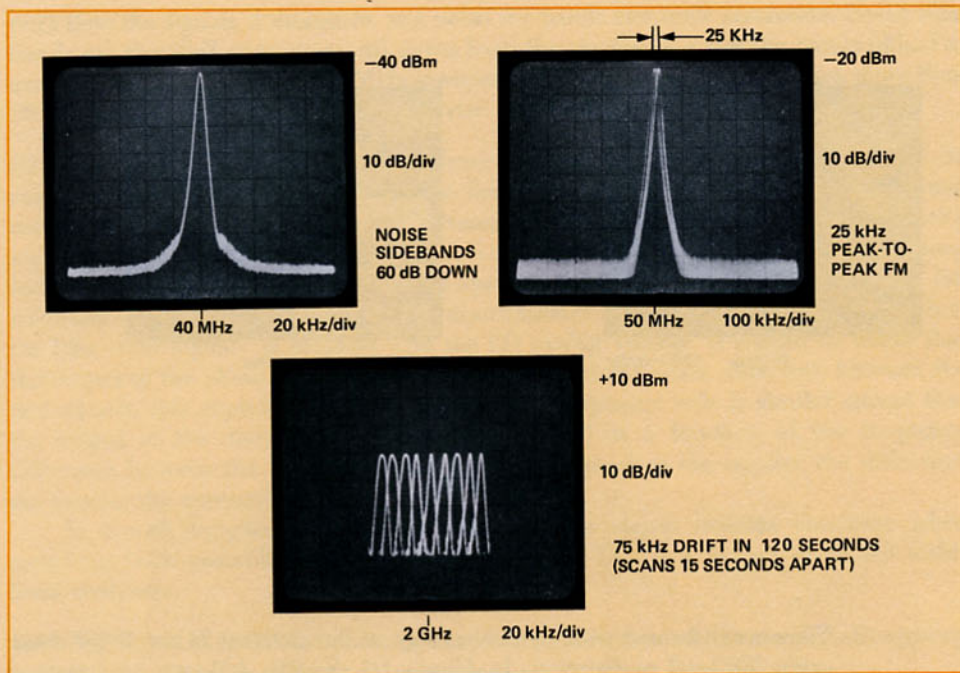 25 KHz
–40 dBm
10 dB/div
NOISE
SIDEBANDS
60 dB DOWN
40 MHz
20 kHz/div
–20 dBm
10 dB/div
25 kHz
PEAK-TO-
PEAK FM
50 MHz
100 kHz/div
+10 dBm
10 dB/div
75 kHz DRIFT IN 120 SECONDS
(SCANS 15 SECONDS APART)
2 GHz
20 kHz/div